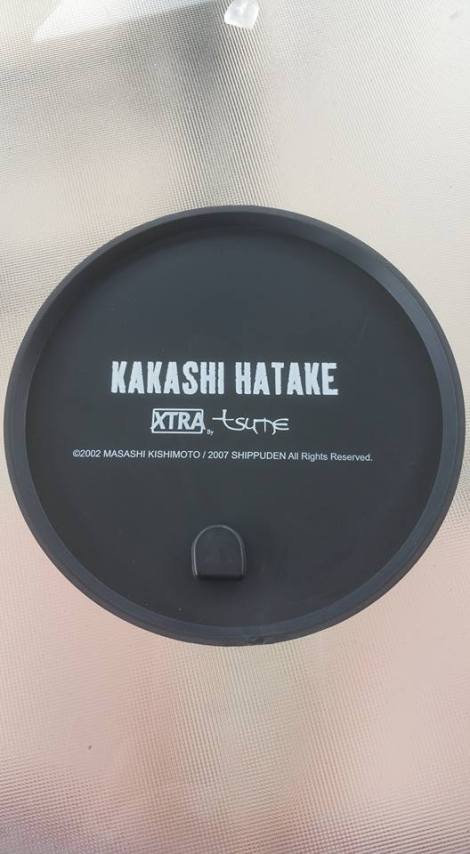 KAKASHI HATAKE
XTRA By tsume
©2002 MASASHI KISHIMOTO / 2007 SHIPPUDEN All Rights Reserved.